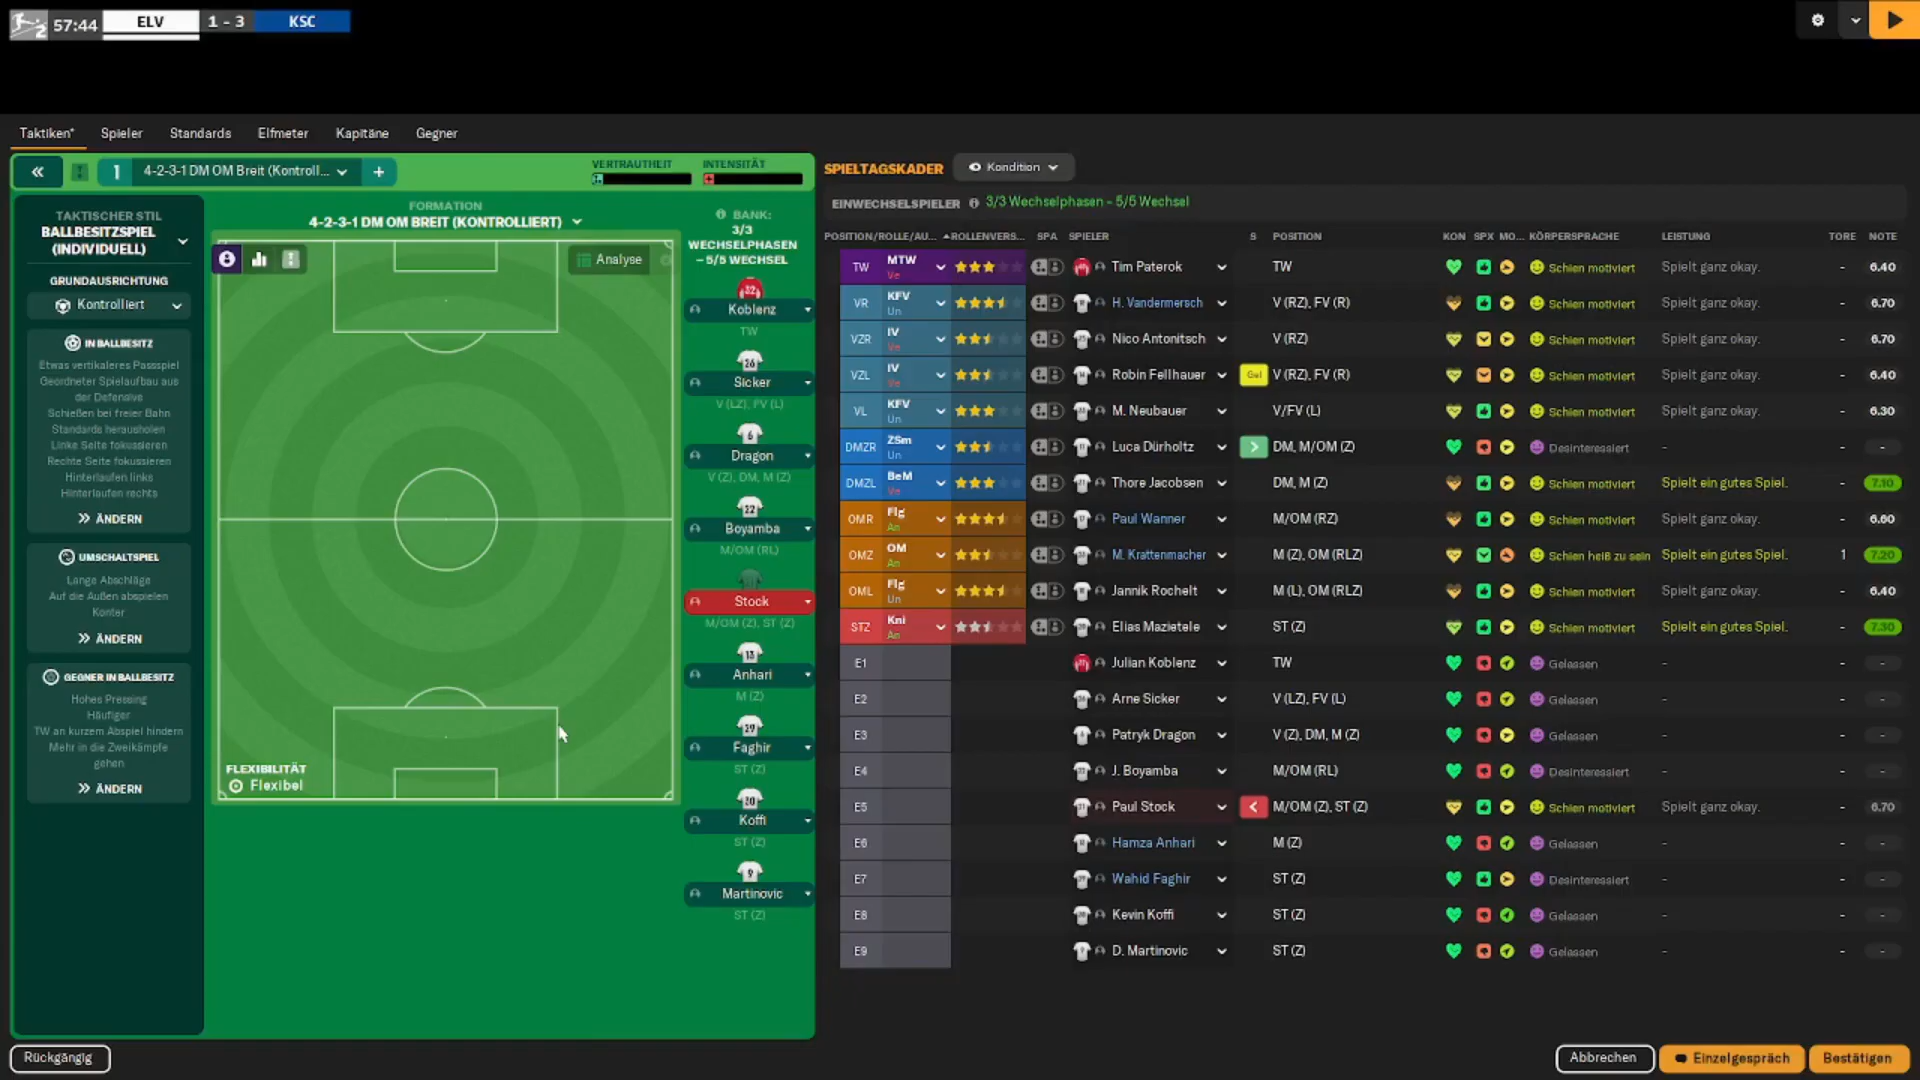 57:44 ELV 1 - 3 KSC
Taktiken* Spieler Standards Elfmeter Kapitäne Gegner
1 4-2-3-1 DM OM Breit (Kontroll...
VERTRAUTHEIT INTENSITÄT
TAKTISCHER STIL
BALLBESITZSPIEL
(INDIVIDUELL)
GRUNDAUSRICHTUNG
Kontrolliert
IN BALLBESITZ
Etwas vertikaleres Passspiel
Geordneter Spielaufbau aus
der Defensive
Schießen bei freier Bahn
Standards herausholen
Linke Seite fokussieren
Rechte Seite fokussieren
Hinterlaufen links
Hinterlaufen rechts
ÄNDERN
UMSCHALTSPIEL
Lange Abschläge
Auf die Außen abspielen
Konter
ÄNDERN
GEGNER IN BALLBESITZ
Hohes Pressing
Häufiger
TW an kurzem Abspiel hindern
Mehr in die Zweikämpfe
gehen
ÄNDERN
FORMATION
4-2-3-1 DM OM BREIT (KONTROLLIERT)
Analyse
FLEXIBILITÄT
Flexibel
BANK:
3/3
WECHSELPHASEN
– 5/5 WECHSEL
32
Koblenz
TW
26
Sicker
V (LZ), FV (L)
6
Dragon
V (Z), DM, M (Z)
22
Boyamba
M/OM (RL)
Stock
M/OM (Z), ST (Z)
13
Anhari
M (Z)
29
Faghir
ST (Z)
30
Koffi
ST (Z)
9
Martinovic
ST (Z)
SPIELTAGSKADER Kondition
EINWECHSELSPIELER 3/3 Wechselphasen – 5/5 Wechsel
POSITION/ROLLE/AU... ROLLENVERS... SPA SPIELER S POSITION KON SPX MO... KÖRPERSPRACHE LEISTUNG TORE NOTE
TW MTW Ve Tim Paterok TW Schien motiviert Spielt ganz okay. - 6.40
VR KFV Un H. Vandermersch V (RZ), FV (R) Schien motiviert Spielt ganz okay. - 6.70
VZR IV Ve Nico Antonitsch V (RZ) Schien motiviert Spielt ganz okay. - 6.70
VZL IV Ve Robin Fellhauer Gel V (RZ), FV (R) Schien motiviert Spielt ganz okay. - 6.40
VL KFV Un M. Neubauer V/FV (L) Schien motiviert Spielt ganz okay. - 6.30
DMZR ZSm Un Luca Dürholtz DM, M/OM (Z) Desinteressiert - - -
DMZL BeM Ve Thore Jacobsen DM, M (Z) Schien motiviert Spielt ein gutes Spiel. - 7.10
OMR Flg An Paul Wanner M/OM (RZ) Schien motiviert Spielt ganz okay. - 6.60
OMZ OM An M. Krattenmacher M (Z), OM (RLZ) Schien heiß zu sein Spielt ein gutes Spiel. 1 7.20
OML Flg Un Jannik Rochelt M (L), OM (RLZ) Schien motiviert Spielt ganz okay. - 6.40
STZ Kni An Elias Mazietele ST (Z) Schien motiviert Spielt ein gutes Spiel. - 7.30
E1 Julian Koblenz TW Gelassen - - -
E2 Arne Sicker V (LZ), FV (L) Gelassen - - -
E3 Patryk Dragon V (Z), DM, M (Z) Gelassen - - -
E4 J. Boyamba M/OM (RL) Desinteressiert - - -
E5 Paul Stock M/OM (Z), ST (Z) Schien motiviert Spielt ganz okay. - 6.70
E6 Hamza Anhari M (Z) Gelassen - - -
E7 Wahid Faghir ST (Z) Desinteressiert - - -
E8 Kevin Koffi ST (Z) Gelassen - - -
E9 D. Martinovic ST (Z) Gelassen - - -
Rückgängig Abbrechen Einzelgespräch Bestätigen